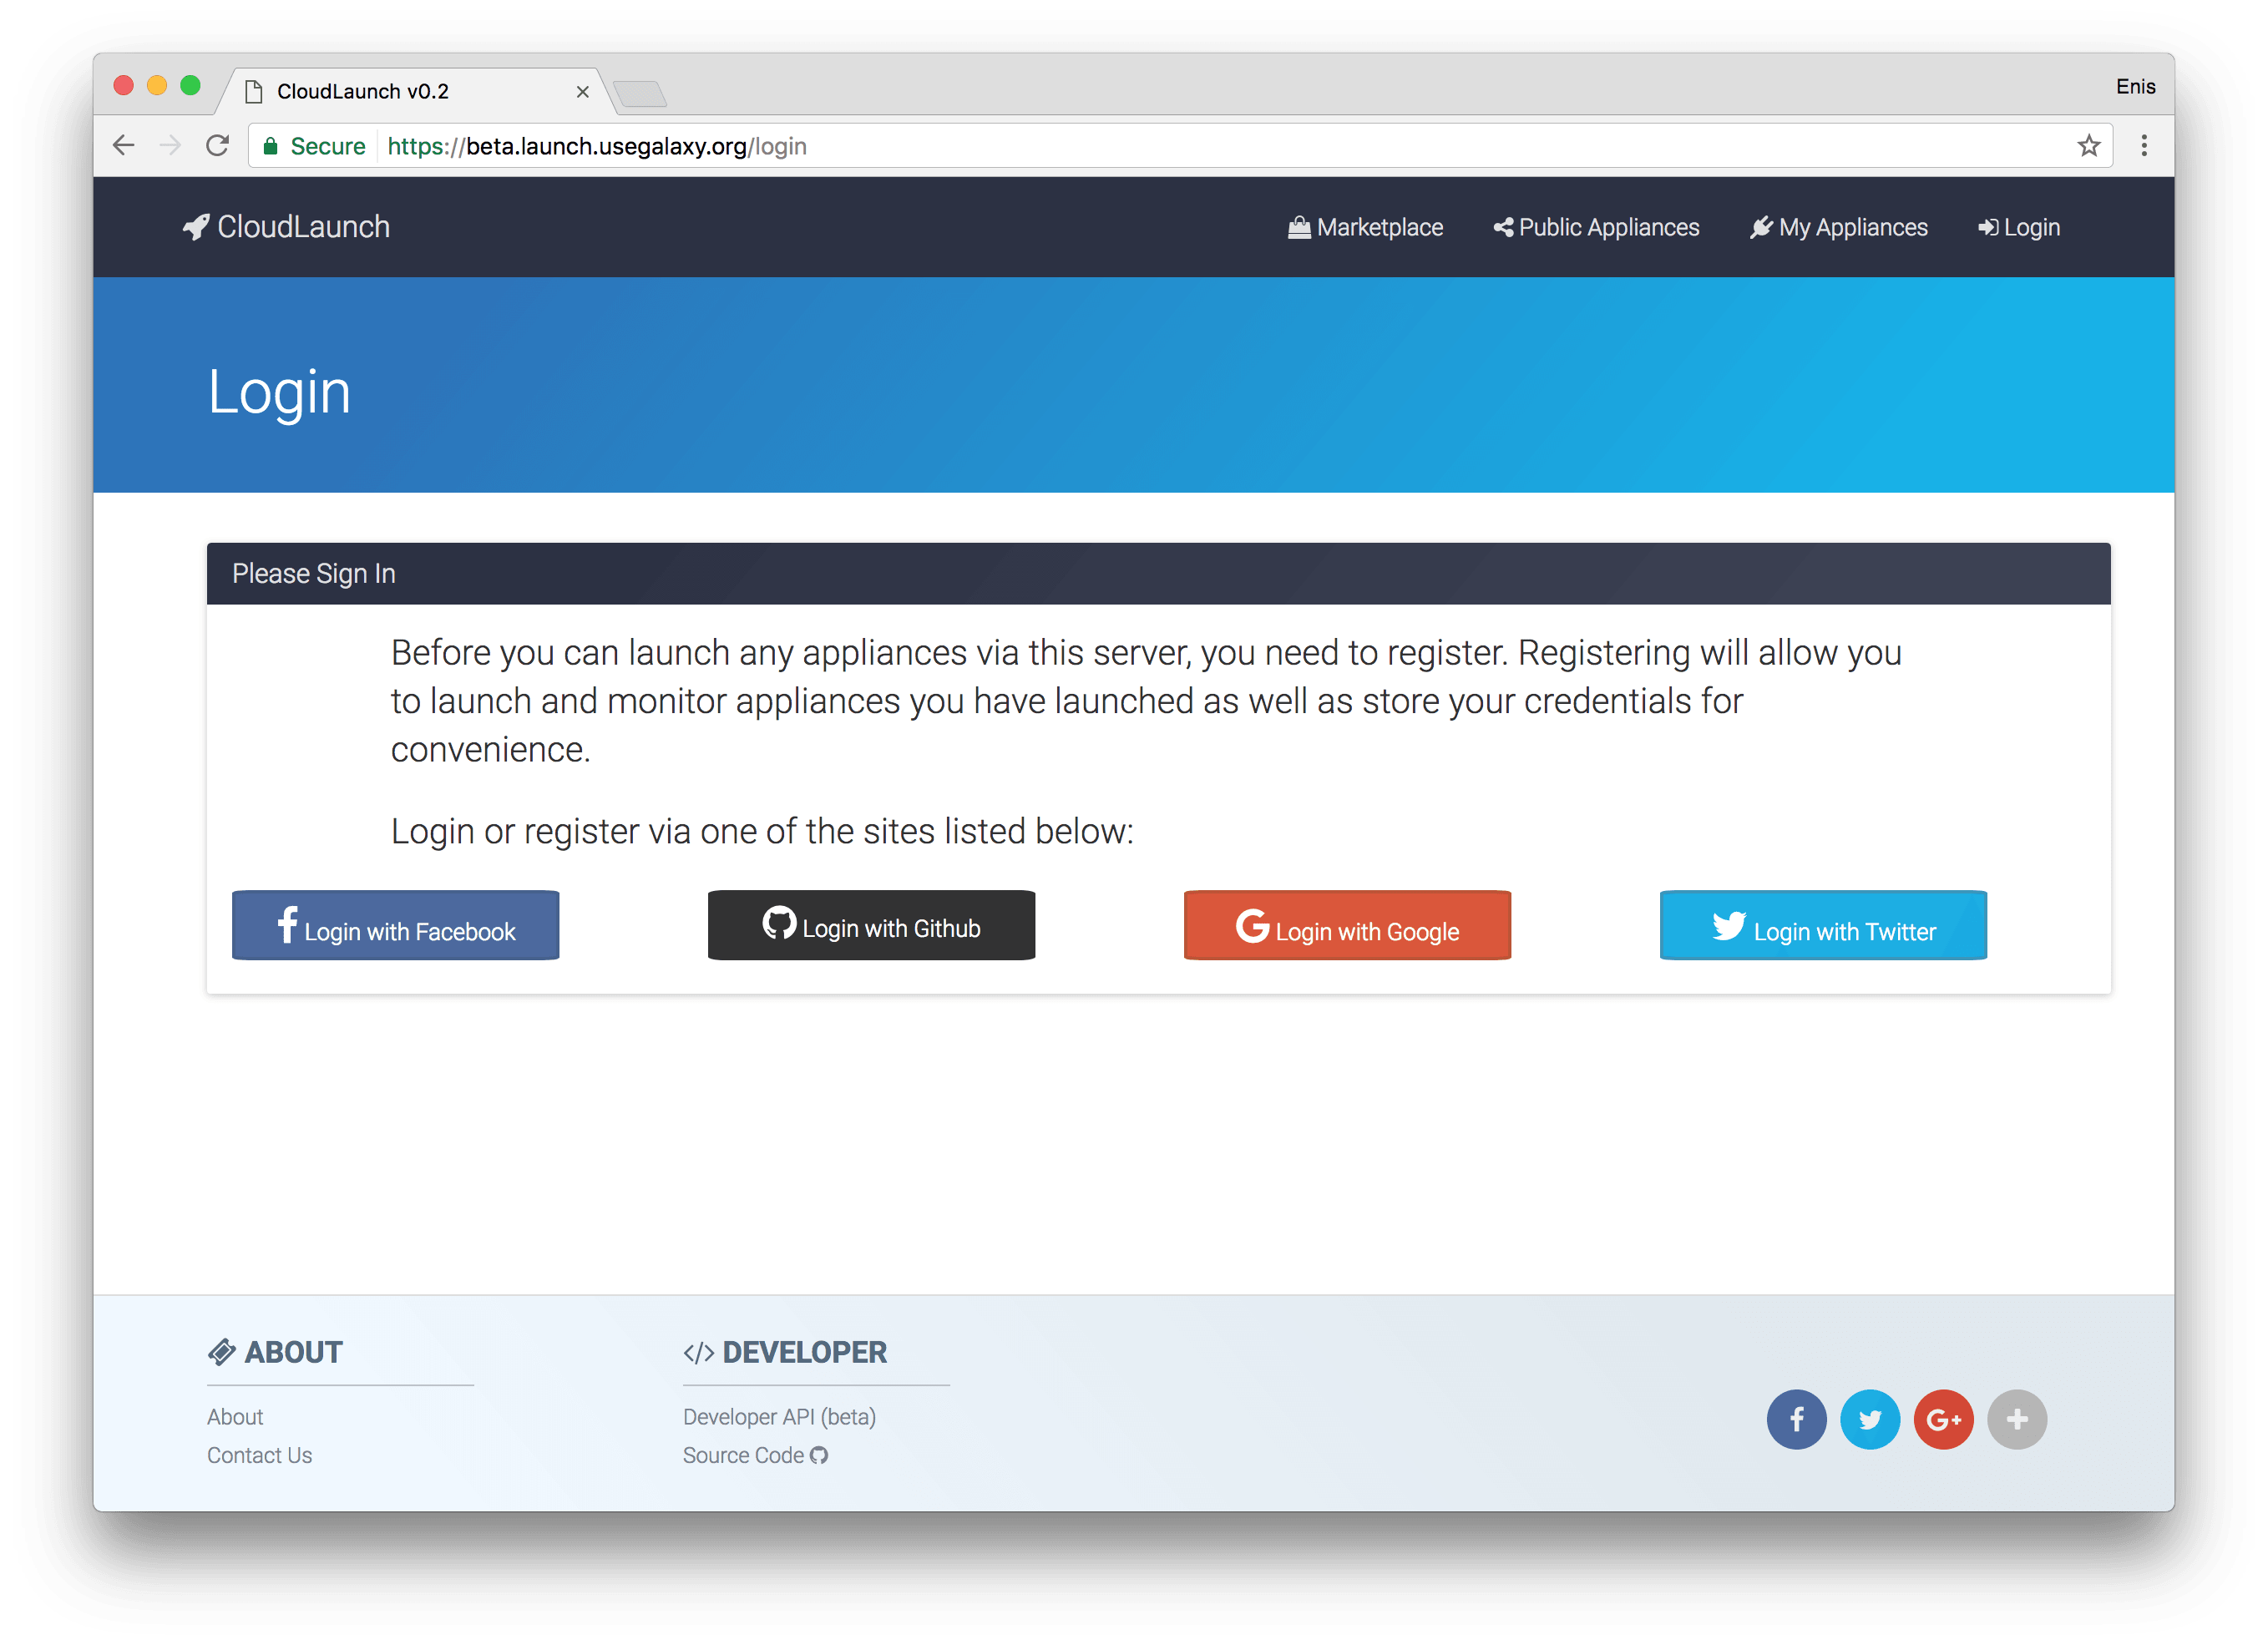 CloudLaunch v0.2
Enis
Secure https://beta.launch.usegalaxy.org/login
CloudLaunch
Marketplace
Public Appliances
My Appliances
Login
Login
Please Sign In
Before you can launch any appliances via this server, you need to register. Registering will allow you
to launch and monitor appliances you have launched as well as store your credentials for
convenience.
Login or register via one of the sites listed below:
Login with Facebook
Login with Github
Login with Google
Login with Twitter
ABOUT
About
Contact Us
</> DEVELOPER
Developer API (beta)
Source Code
G+